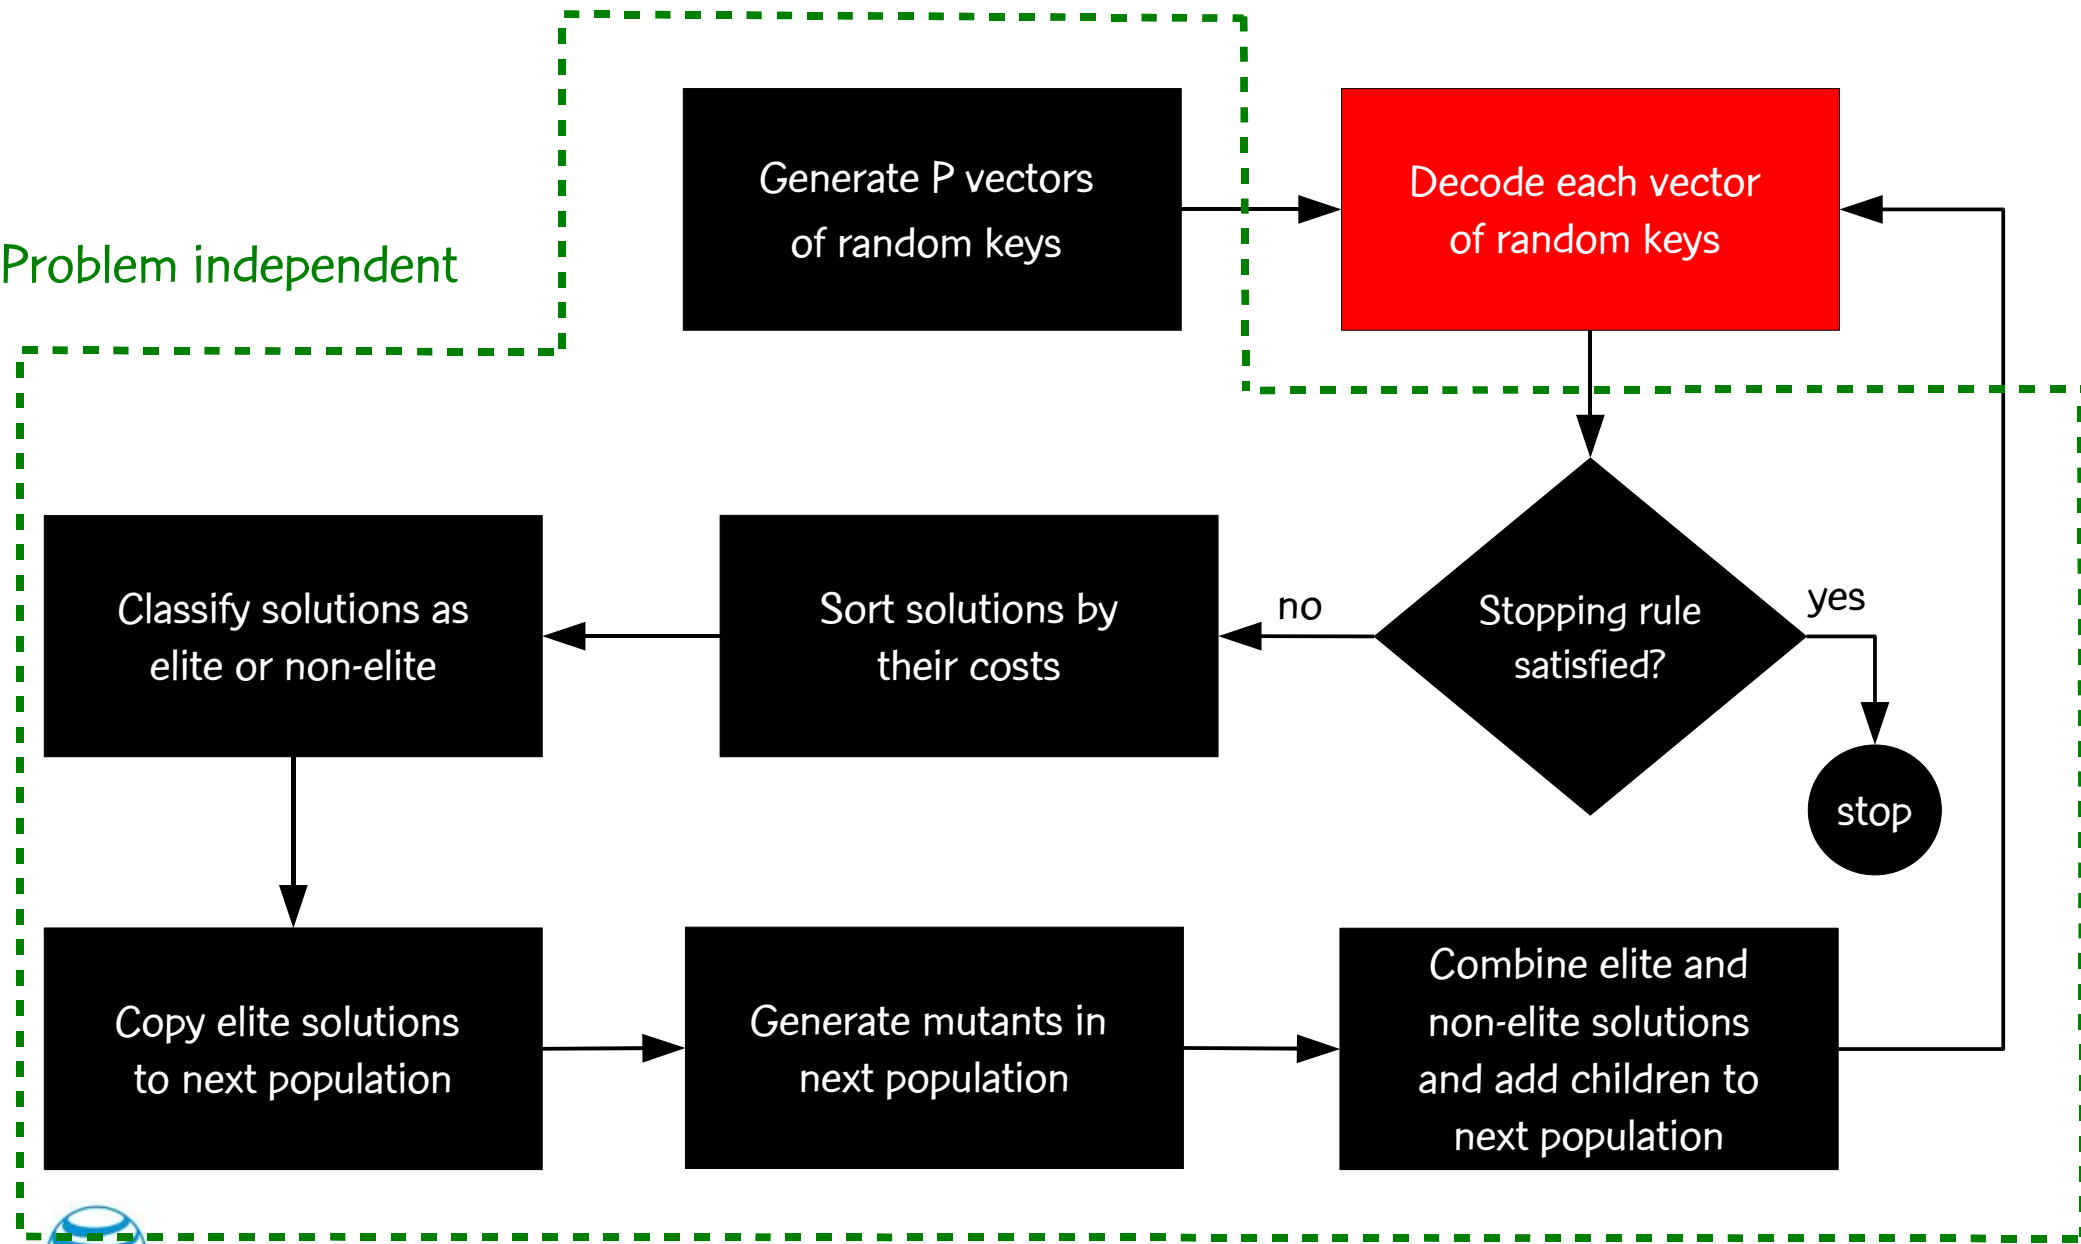 Problem independent
Generate P vectors
of random keys
Decode each vector
of random keys
Stopping rule
satisfied?
yes
stop
no
Sort solutions by
their costs
Classify solutions as
elite or non-elite
Copy elite solutions
to next population
Generate mutants in
next population
Combine elite and
non-elite solutions
and add children to
next population